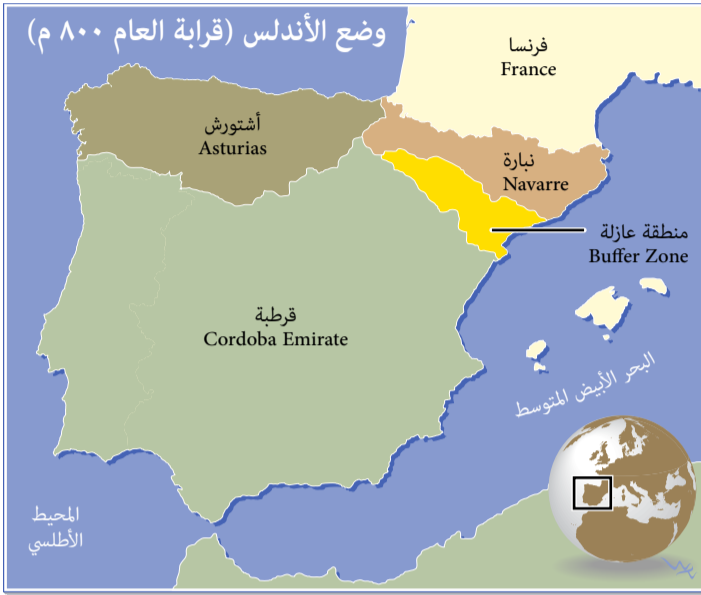 وضع الأندلس (قرابة العام ٨٠٠ م)
فرنسا
France
أشتورش
Asturias
نبارة
Navarre
منطقة عازلة
Buffer Zone
قرطبة
Cordoba Emirate
البحر الأبيض المتوسط
المحيط
الأطلسي